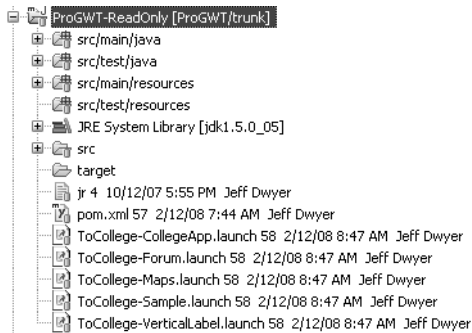 ProGWT-ReadOnly [ProGWT/trunk]
src/main/java
src/test/java
src/main/resources
src/test/resources
JRE System Library [jdk1.5.0_05]
src
target
jr 4 10/12/07 5:55 PM Jeff Dwyer
pom.xml 57 2/12/08 7:44 AM Jeff Dwyer
ToCollege-CollegeApp.launch 58 2/12/08 8:47 AM Jeff Dwyer
ToCollege-Forum.launch 58 2/12/08 8:47 AM Jeff Dwyer
ToCollege-Maps.launch 58 2/12/08 8:47 AM Jeff Dwyer
ToCollege-Sample.launch 58 2/12/08 8:47 AM Jeff Dwyer
ToCollege-VerticalLabel.launch 58 2/12/08 8:47 AM Jeff Dwyer